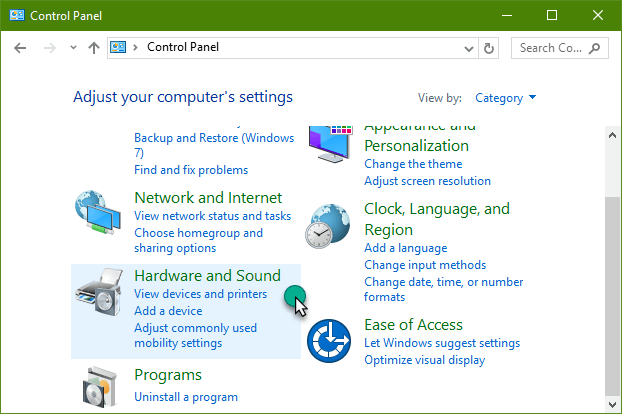 Control Panel
Control Panel
Search Co...
Adjust your computer's settings
View by:
Category
Backup and Restore (Windows
7)
Find and fix problems
Network and Internet
View network status and tasks
Choose homegroup and
sharing options
Hardware and Sound
View devices and printers
Add a device
Adjust commonly used
mobility settings
Programs
Uninstall a program
Appearance and
Personalization
Change the theme
Adjust screen resolution
Clock, Language, and
Region
Add a language
Change input methods
Change date, time, or number
formats
Ease of Access
Let Windows suggest settings
Optimize visual display